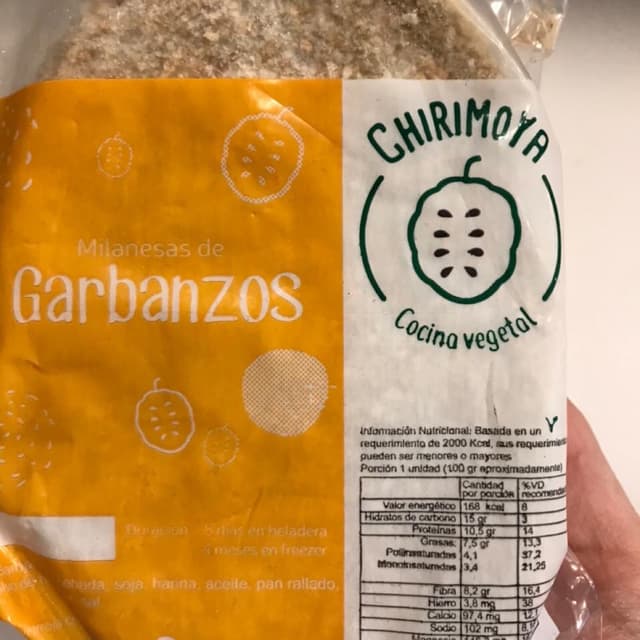 CHIRIMOYA
Cocina vegetal
Milanesas de
Garbanzos
Información Nutricional: Basada en un
requerimiento de 2000 Kcal, sus requerimie
pueden ser menores o mayores
Porción 1 unidad (100 gr aproximadamente)
Cantidad por porción %VD recomend
Valor energético 168 kcal 8
Hidratos de carbono 15 gr 3
Proteínas 10,5 gr 14
Grasas 7,5 gr 13,3
Poliinsaturadas 4,1 37,2
Monoinsaturadas 3,4 21,25
Fibra 8,2 gr 16,4
Hierro 3,8 mg 38
Calcio 97,4 mg
Sodio 102 mg
Duración 5 días en heladera
meses en freezer
soja, harina, aceite, pan rallado,
sal